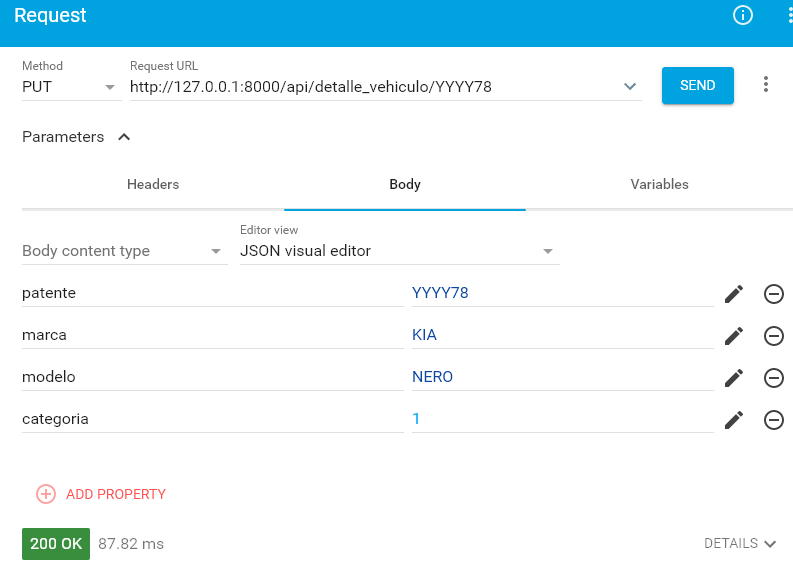 Request
Method
Request URL
PUT
http://127.0.0.1:8000/api/detalle_vehiculo/YYYY78
SEND
Parameters
Headers
Body
Variables
Editor view
Body content type
JSON visual editor
patente
YYYY78
marca
KIA
modelo
NERO
categoria
1
ADD PROPERTY
200 OK
87.82 ms
DETAILS